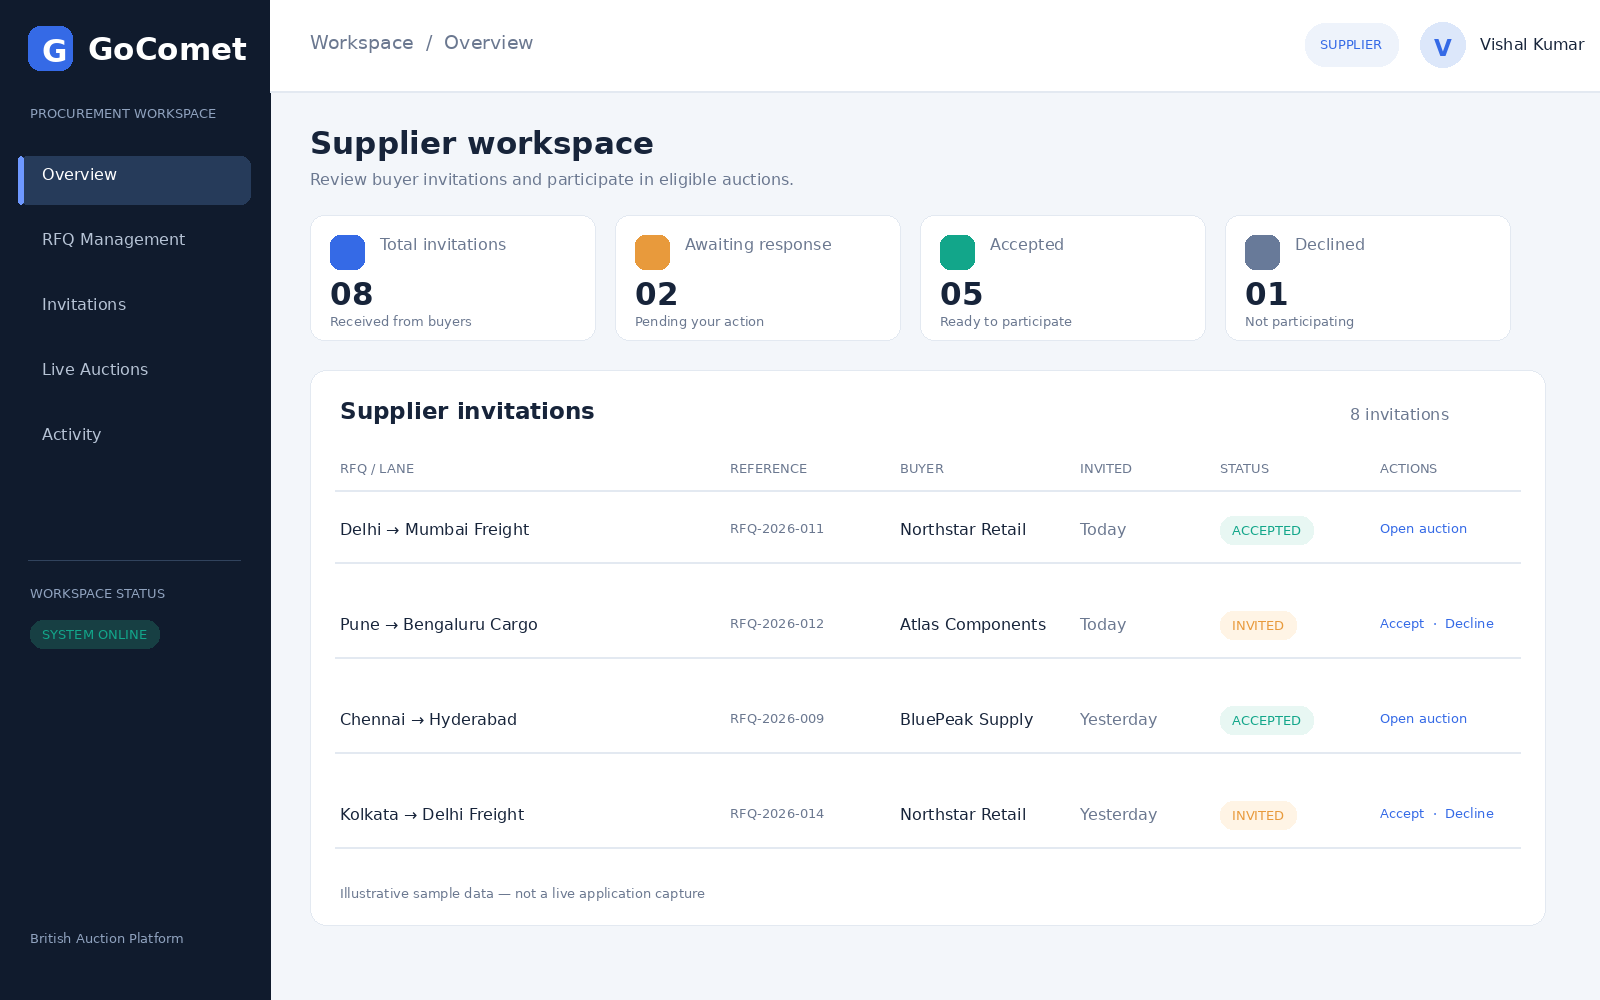 G GoComet
PROCUREMENT WORKSPACE
Overview
RFQ Management
Invitations
Live Auctions
Activity
WORKSPACE STATUS
SYSTEM ONLINE
British Auction Platform
Workspace / Overview
SUPPLIER V Vishal Kumar
Supplier workspace
Review buyer invitations and participate in eligible auctions.
Total invitations
08
Received from buyers
Awaiting response
02
Pending your action
Accepted
05
Ready to participate
Declined
01
Not participating
Supplier invitations 8 invitations
RFQ / LANE REFERENCE BUYER INVITED STATUS ACTIONS
Delhi → Mumbai Freight RFQ-2026-011 Northstar Retail Today ACCEPTED Open auction
Pune → Bengaluru Cargo RFQ-2026-012 Atlas Components Today INVITED Accept · Decline
Chennai → Hyderabad RFQ-2026-009 BluePeak Supply Yesterday ACCEPTED Open auction
Kolkata → Delhi Freight RFQ-2026-014 Northstar Retail Yesterday INVITED Accept · Decline
Illustrative sample data — not a live application capture